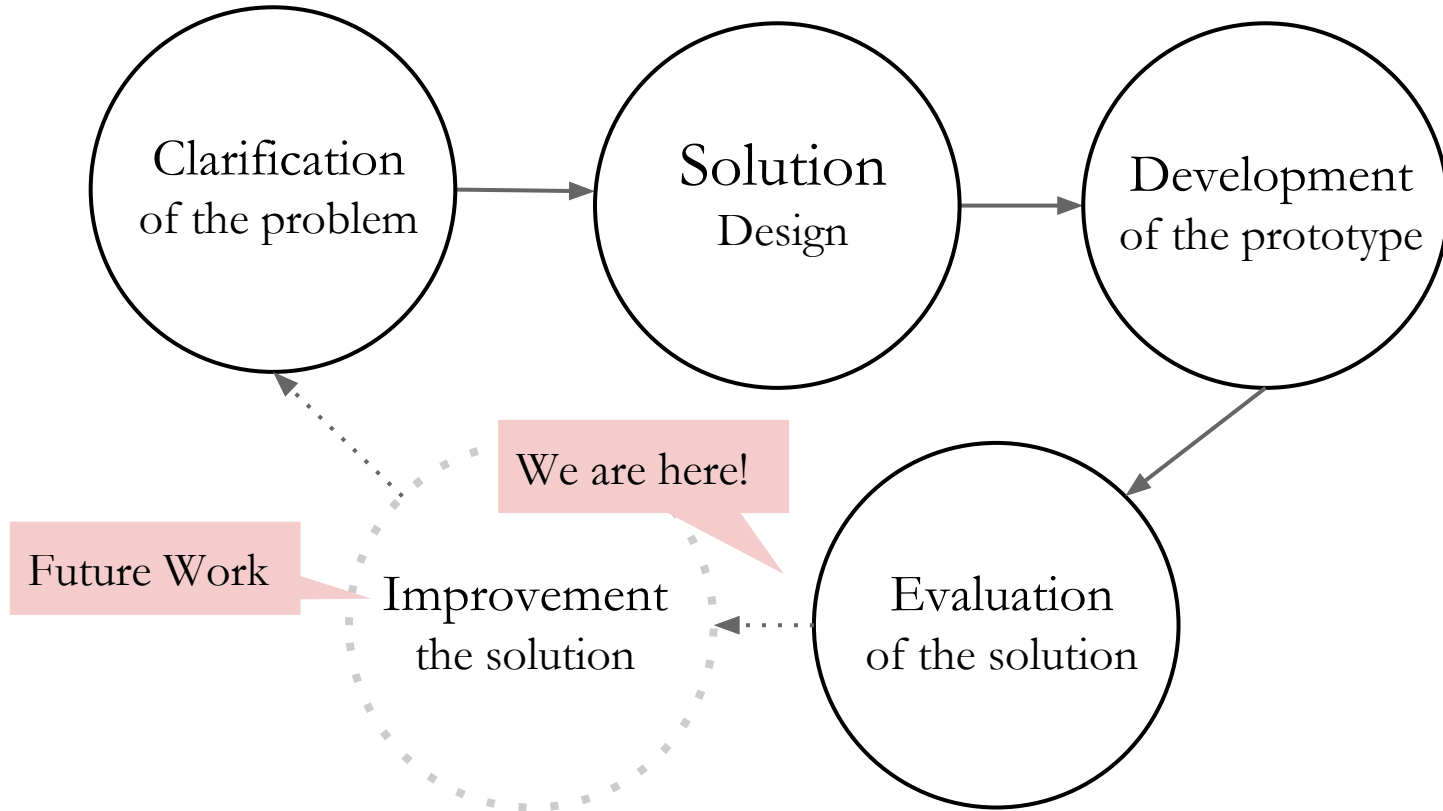 Clarification
of the problem
Solution
Design
Development
of the prototype
We are here!
Future Work
Improvement
the solution
Evaluation
of the solution